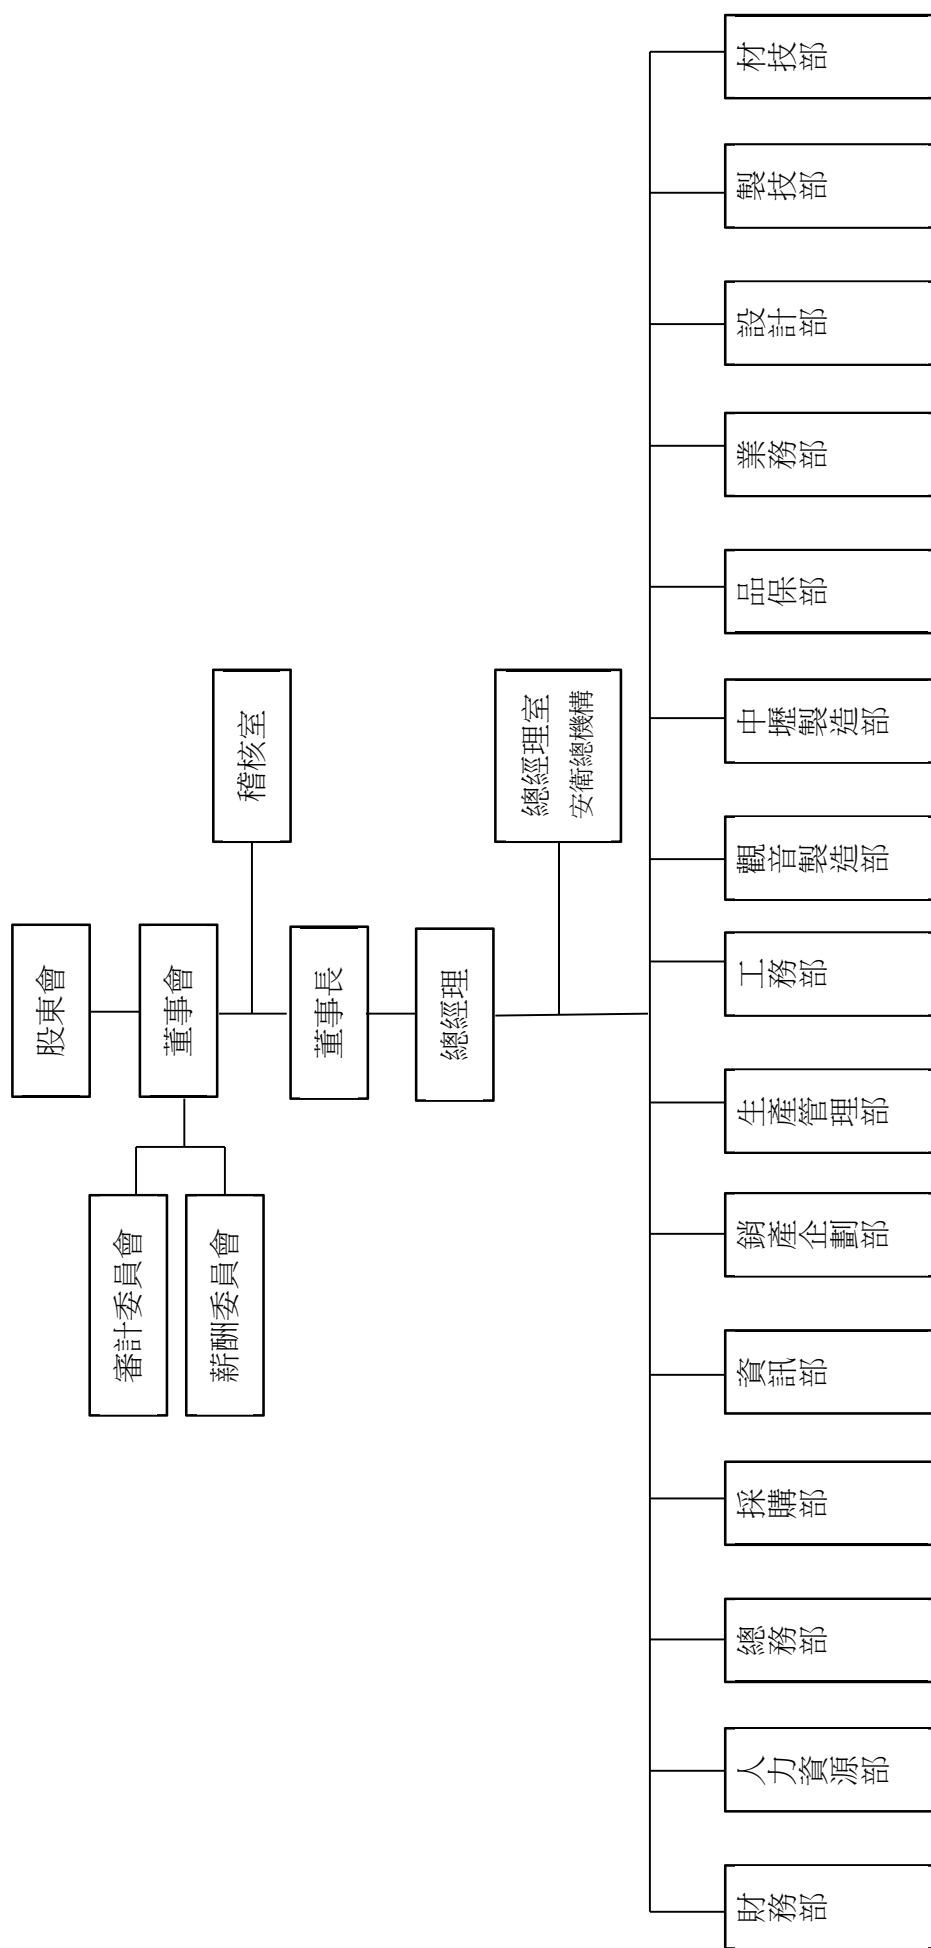 股東會
審計委員會
董事會
薪酬委員會
稽核室
董事長
總經理
總經理室
安衛總機構
財務部
人力資源部
總務部
採購部
資訊部
銷產企劃部
生產管理部
工務部
觀音製造部
中壢製造部
品保部
業務部
設計部
製技部
材技部